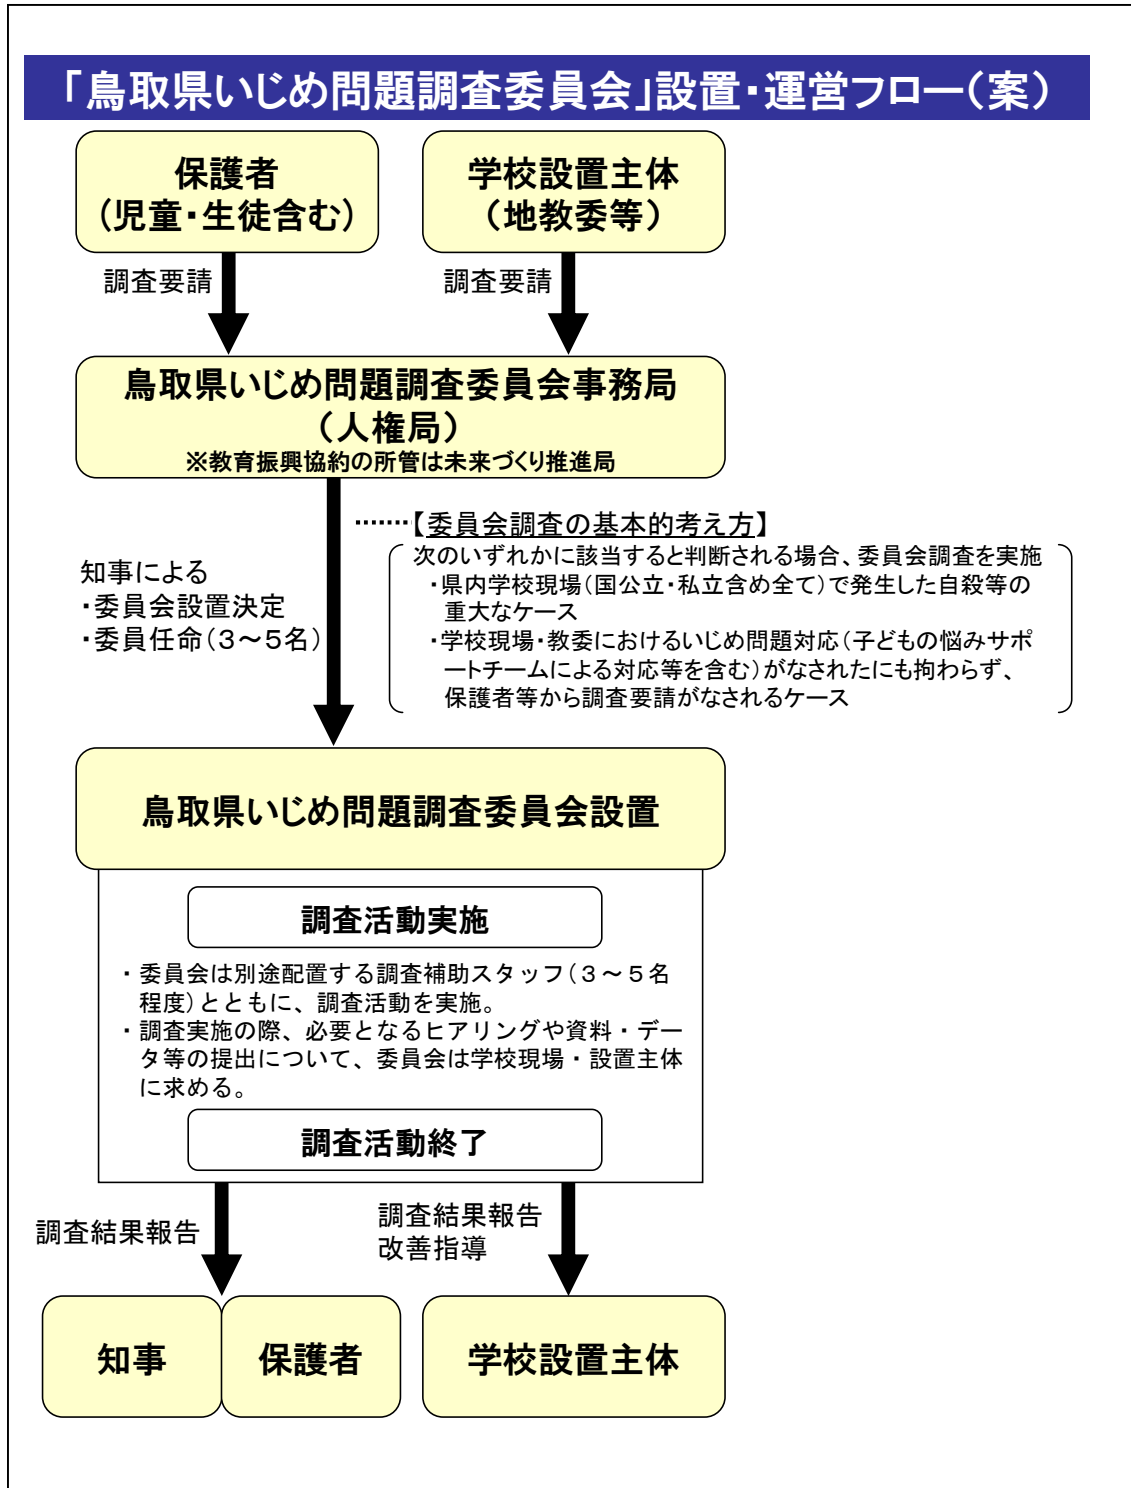 「鳥取県いじめ問題調査委員会」設置・運営フロー(案)
保護者
(児童・生徒含む)
学校設置主体
(地教委等)
調査要請
調査要請
鳥取県いじめ問題調査委員会事務局
(人権局)
※教育振興協約の所管は未来づくり推進局
……【委員会調査の基本的考え方】
次のいずれかに該当すると判断される場合、委員会調査を実施
・県内学校現場(国公立・私立含め全て)で発生した自殺等の
重大なケース
・学校現場・教委におけるいじめ問題対応(子どもの悩みサポ
ートチームによる対応等を含む)がなされたにも拘わらず、
保護者等から調査要請がなされるケース
知事による
・委員会設置決定
・委員任命(3~5名)
鳥取県いじめ問題調査委員会設置
調査活動実施
・委員会は別途配置する調査補助スタッフ(3~5名
程度)とともに、調査活動を実施。
・調査実施の際、必要となるヒアリングや資料・デー
タ等の提出について、委員会は学校現場・設置主体
に求める。
調査活動終了
調査結果報告
調査結果報告
改善指導
知事
保護者
学校設置主体